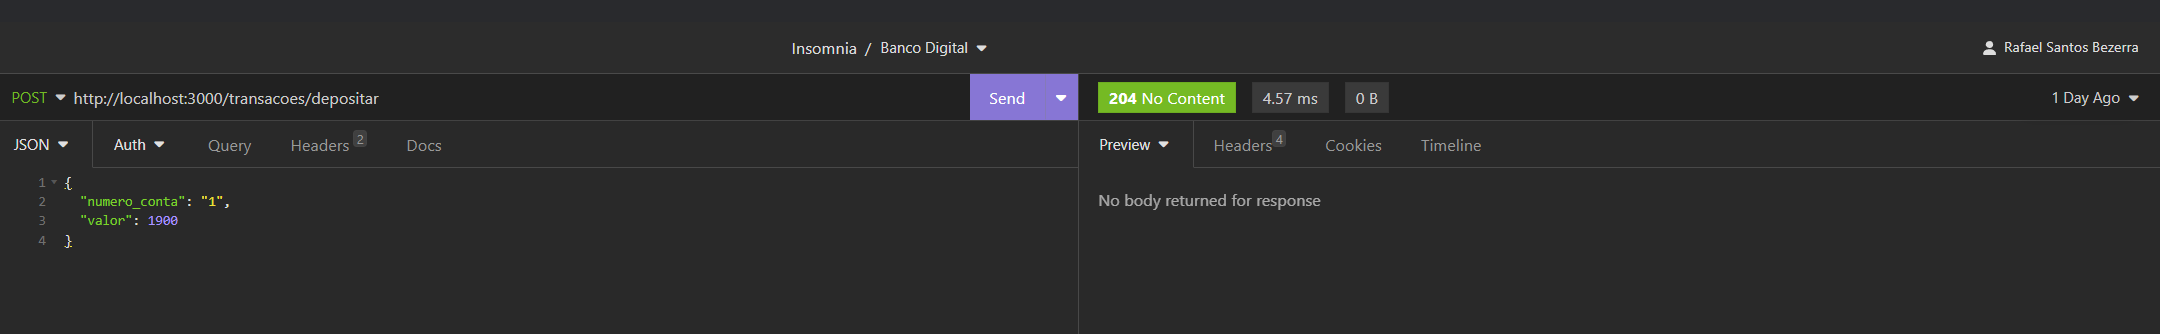 Insomnia / Banco Digital
Rafael Santos Bezerra
POST http://localhost:3000/transacoes/depositar Send
204 No Content 4.57 ms 0 B 1 Day Ago
JSON Auth Query Headers 2 Docs
Preview Headers 4 Cookies Timeline
1 {
2 "numero_conta": "1",
3 "valor": 1900
4 }
No body returned for response